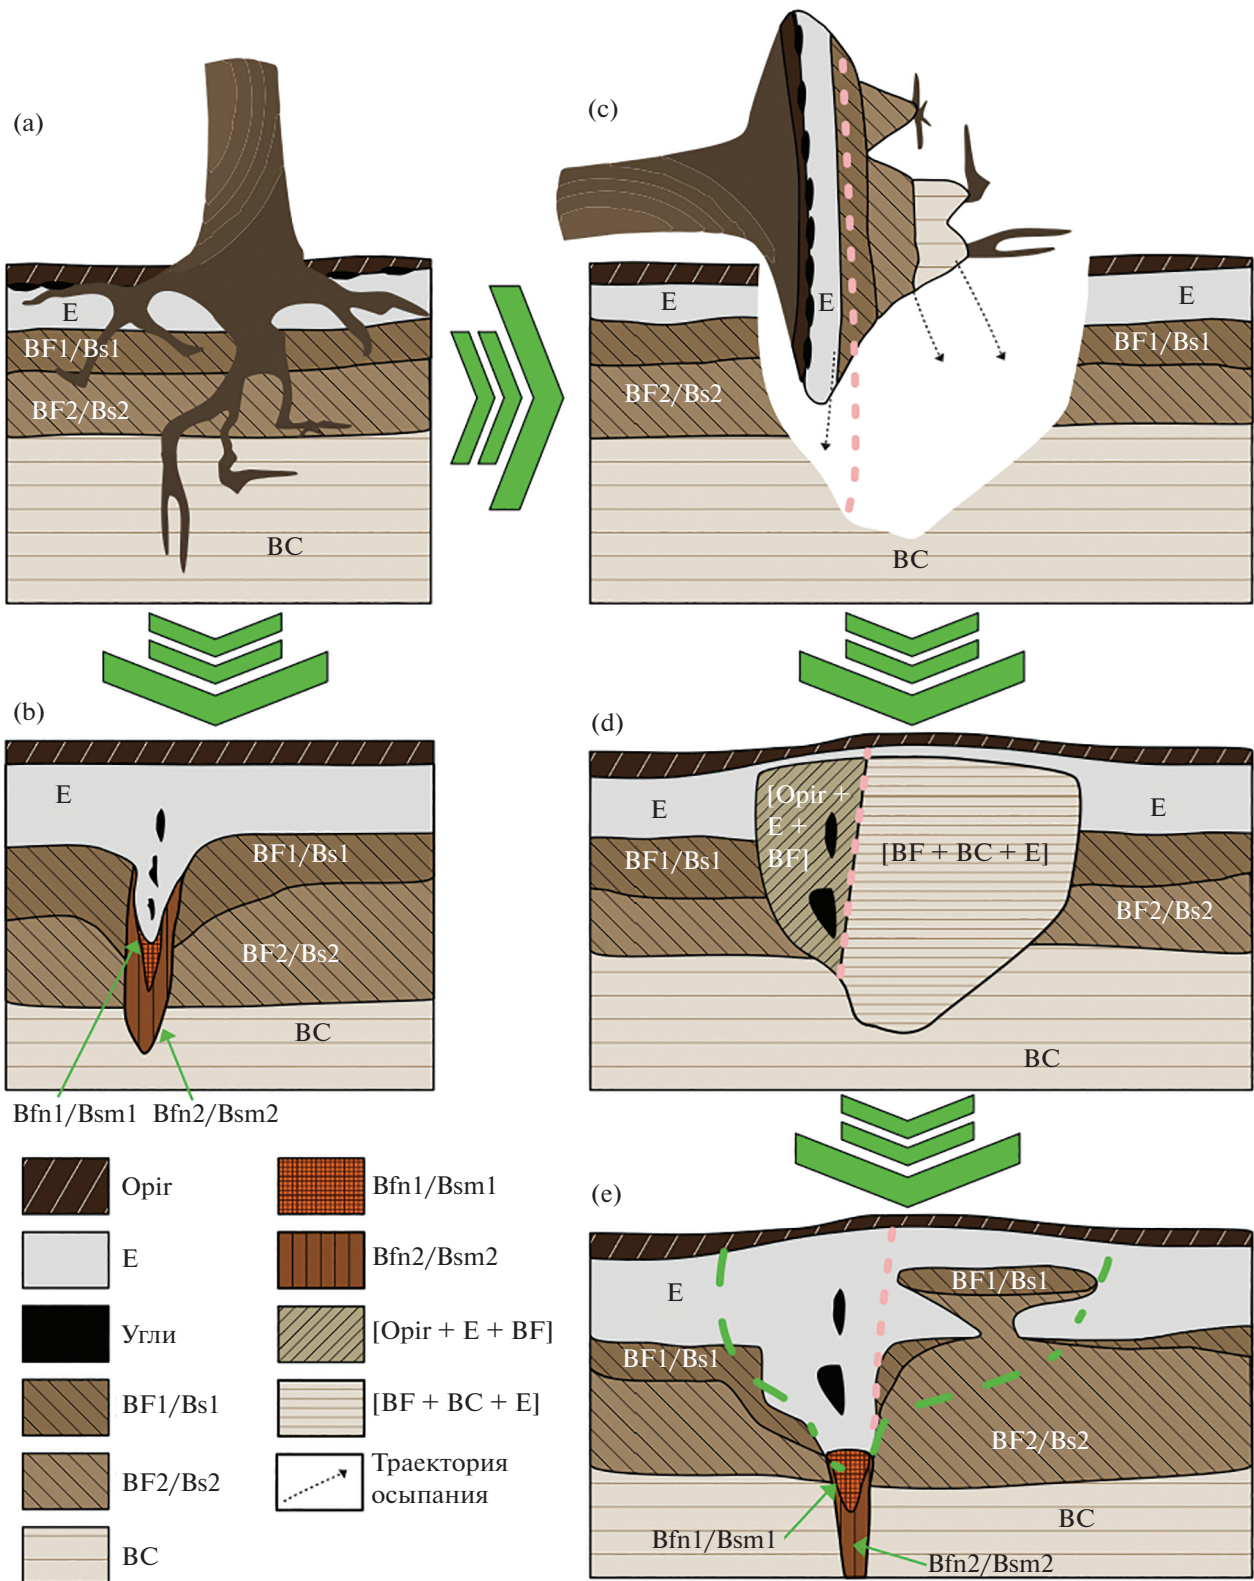 (a)
E
BF1/Bs1
BF2/Bs2
BC
(c)
E
E
E
BF1/Bs1
BF2/Bs2
BC
(b)
E
BF1/Bs1
BF2/Bs2
BC
Bfn1/Bsm1
Bfn2/Bsm2
(d)
[Opir +
E +
BF]
E
E
[BF + BC + E]
BF1/Bs1
BF2/Bs2
BC
Opir
E
Угли
BF1/Bs1
BF2/Bs2
BC
Bfn1/Bsm1
Bfn2/Bsm2
[Opir + E + BF]
[BF + BC + E]
Траектория
осыпания
(e)
E
BF1/Bs1
BF1/Bs1
BF2/Bs2
BC
Bfn1/Bsm1
Bfn2/Bsm2